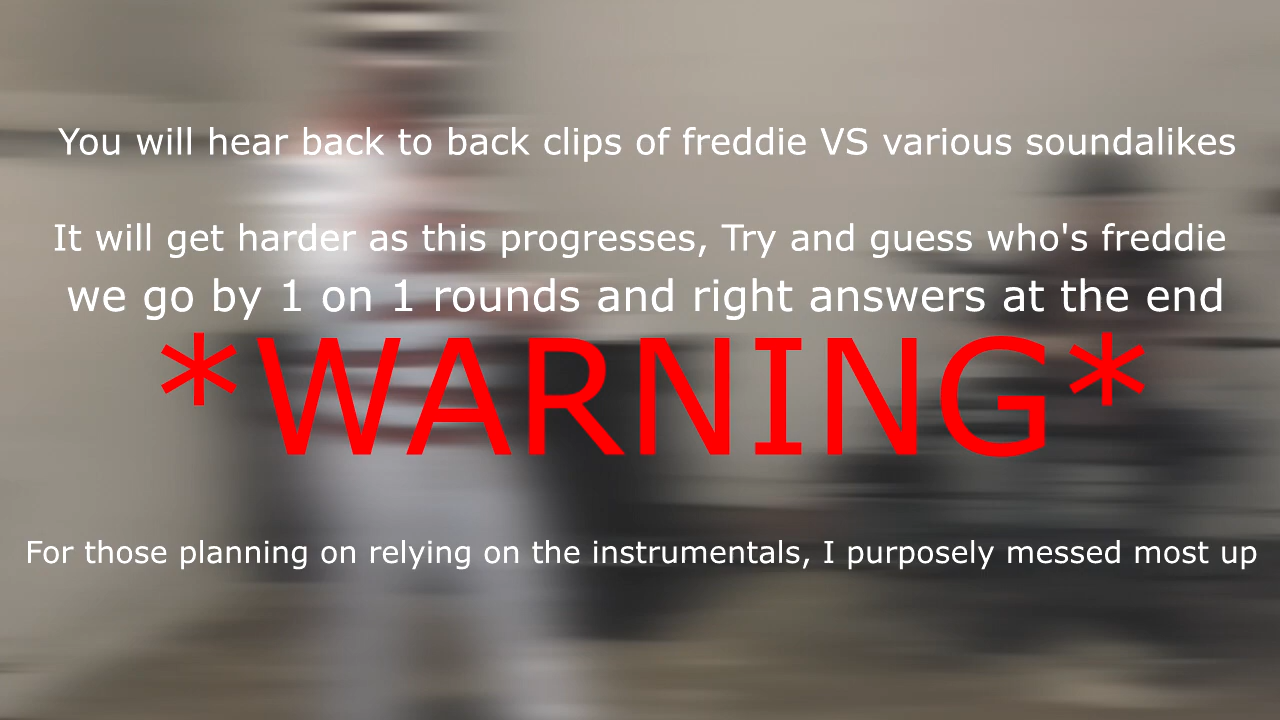 You will hear back to back clips of freddie VS various soundalikes
It will get harder as this progresses, Try and guess who's freddie
we go by 1 on 1 rounds and right answers at the end
*WARNING*
For those planning on relying on the instrumentals, I purposely messed most up